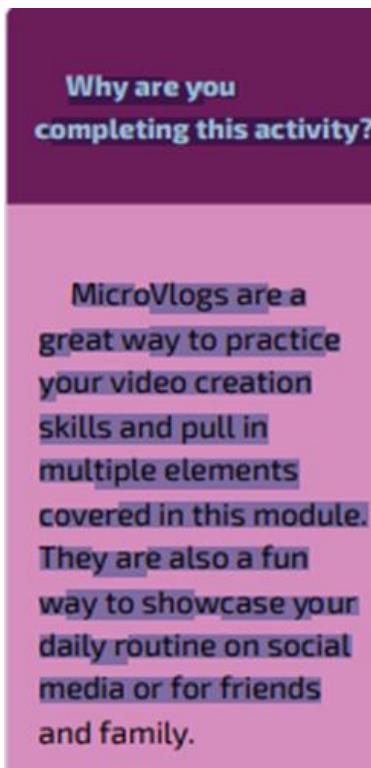 Why are you
completing this activity?
MicroVlogs are a
great way to practice
your video creation
skills and pull in
multiple elements
covered in this module.
They are also a fun
way to showcase your
daily routine on social
media or for friends
and family.